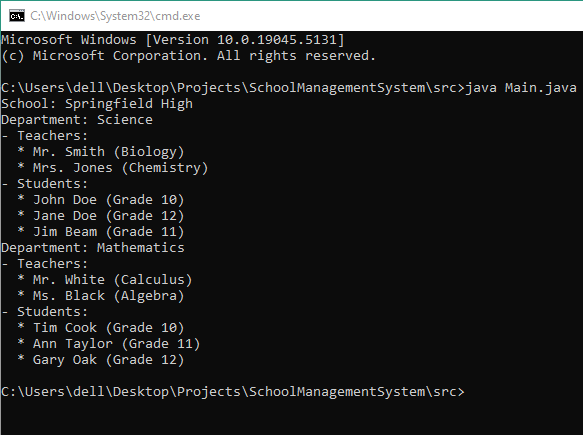 C:\Windows\System32\cmd.exe
Microsoft Windows [Version 10.0.19045.5131]
(c) Microsoft Corporation. All rights reserved.
C:\Users\dell\Desktop\Projects\SchoolManagementSystem\src>java Main.java
School: Springfield High
Department: Science
- Teachers:
  * Mr. Smith (Biology)
  * Mrs. Jones (Chemistry)
- Students:
  * John Doe (Grade 10)
  * Jane Doe (Grade 12)
  * Jim Beam (Grade 11)
Department: Mathematics
- Teachers:
  * Mr. White (Calculus)
  * Ms. Black (Algebra)
- Students:
  * Tim Cook (Grade 10)
  * Ann Taylor (Grade 11)
  * Gary Oak (Grade 12)
C:\Users\dell\Desktop\Projects\SchoolManagementSystem\src>